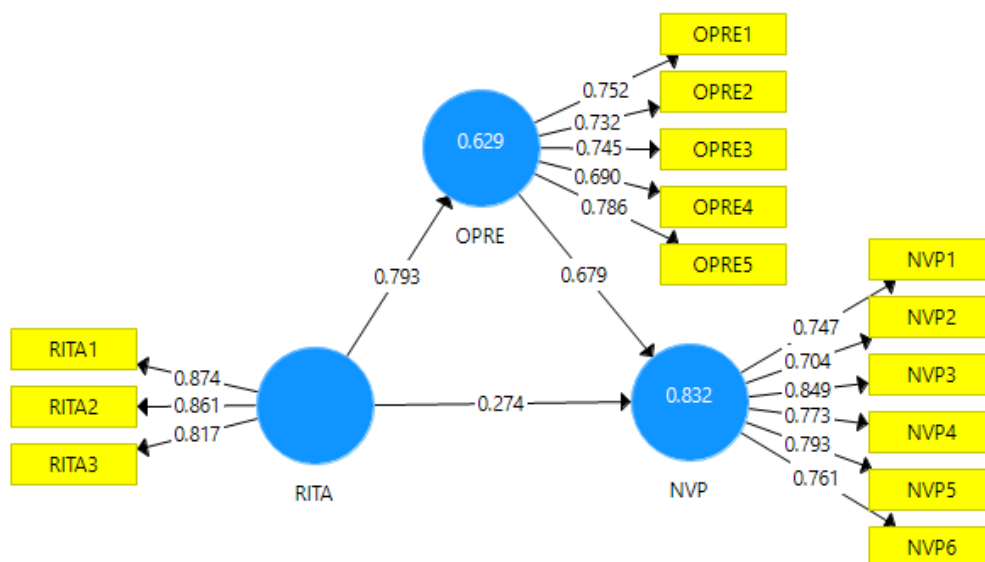 OPRE1
OPRE2
OPRE3
OPRE4
OPRE5
0.752
0.732
0.745
0.690
0.786
0.629
OPRE
0.793
0.679
RITA1
RITA2
RITA3
0.874
0.861
0.817
RITA
0.274
0.832
NVP
0.747
0.704
0.849
0.773
0.793
0.761
NVP1
NVP2
NVP3
NVP4
NVP5
NVP6